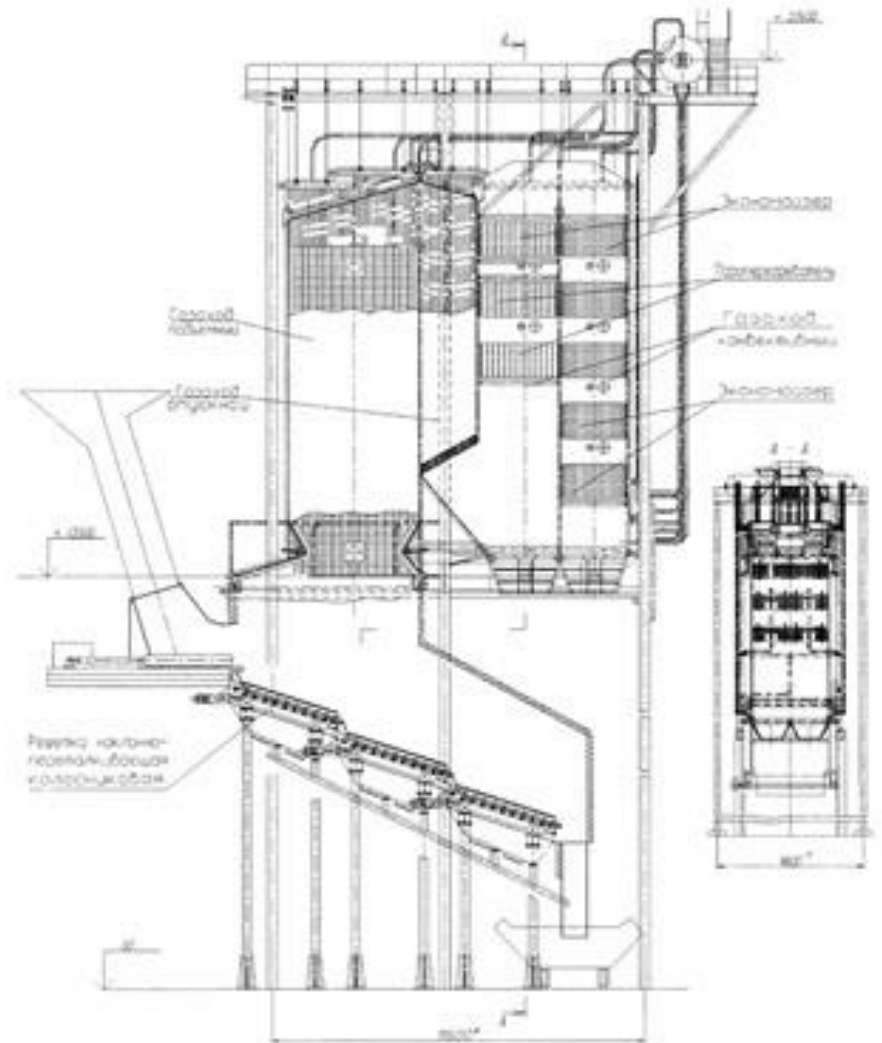 Экономайзер
Пароперегреватель
Газоход
конвективный
Экономайзер
Газоход
подъемный
Газоход
опускной
Решетка наклонно-
переталкивающая
колосниковая
А - А